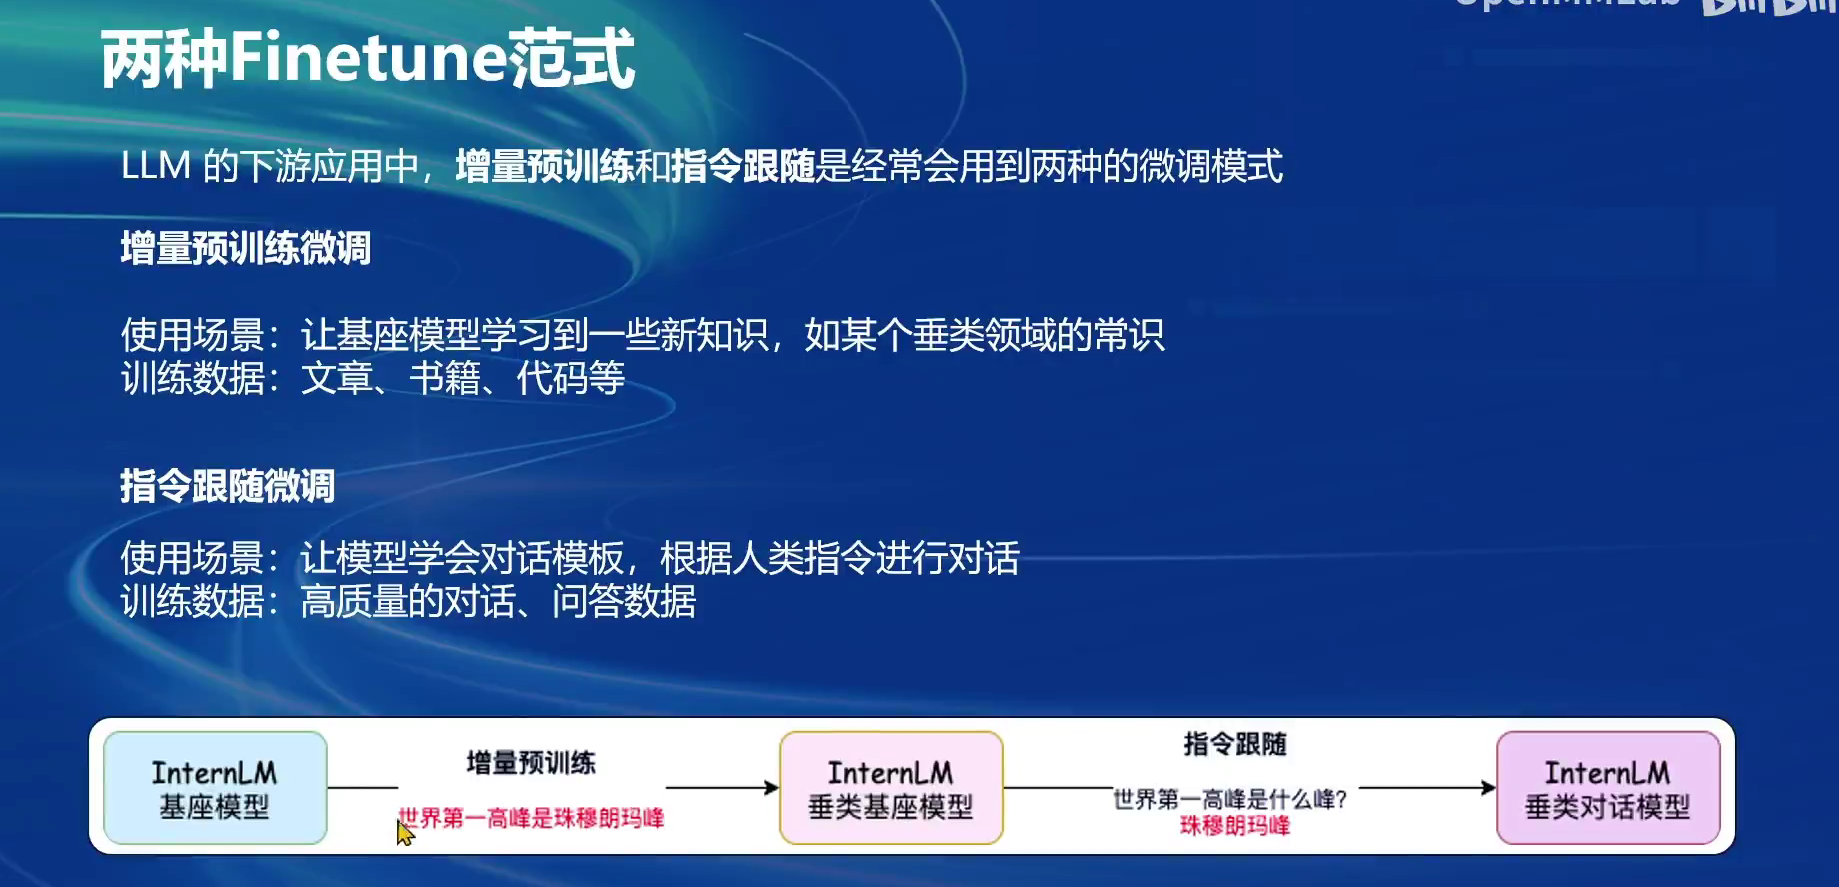 OpenMMLab bilibili
两种Finetune范式
LLM 的下游应用中，增量预训练和指令跟随是经常会用到两种的微调模式
增量预训练微调
使用场景：让基座模型学习到一些新知识，如某个垂类领域的常识
训练数据：文章、书籍、代码等
指令跟随微调
使用场景：让模型学会对话模板，根据人类指令进行对话
训练数据：高质量的对话、问答数据
InternLM
基座模型
增量预训练
世界第一高峰是珠穆朗玛峰
InternLM
垂类基座模型
指令跟随
世界第一高峰是什么峰？
珠穆朗玛峰
InternLM
垂类对话模型